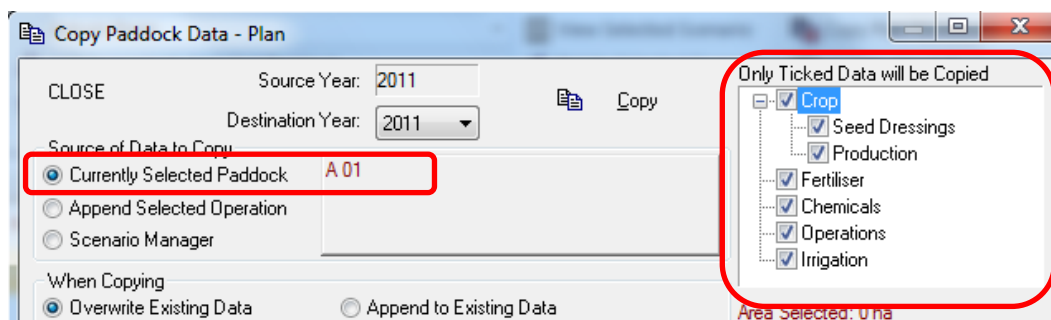 Copy Paddock Data - Plan
CLOSE
Source Year: 2011
Copy
Destination Year: 2011
Source of Data to Copy
Currently Selected Paddock A 01
Append Selected Operation
Scenario Manager
When Copying
Overwrite Existing Data Append to Existing Data
Only Ticked Data will be Copied
Crop
Seed Dressings
Production
Fertiliser
Chemicals
Operations
Irrigation
Area Selected: 0 ha